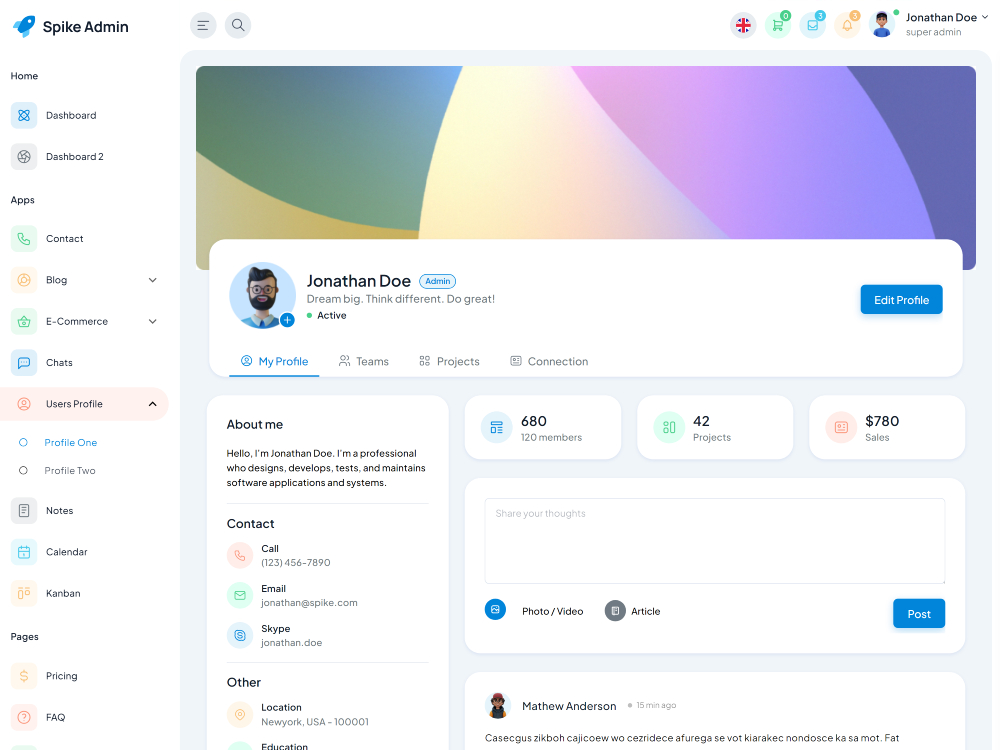 Spike Admin
0
3
3
Jonathan Doe
super admin
Home
Dashboard
Dashboard 2
Apps
Contact
Blog
E-Commerce
Chats
Users Profile
Profile One
Profile Two
Notes
Calendar
Kanban
Pages
Pricing
FAQ
Jonathan Doe Admin
Dream big. Think different. Do great!
Active
Edit Profile
My Profile Teams Projects Connection
About me
Hello, I'm Jonathan Doe. I'm a professional
who designs, develops, tests, and maintains
software applications and systems.
Contact
Call
(123) 456-7890
Email
jonathan@spike.com
Skype
jonathan.doe
Other
Location
Newyork, USA - 100001
Education
680
120 members
42
Projects
$780
Sales
Share your thoughts
Photo / Video
Article
Post
Mathew Anderson 15 min ago
Casecgus zikboh cajicoew wo cezridece afurega se vot kiarakec nondosce ka sa mot. Fat